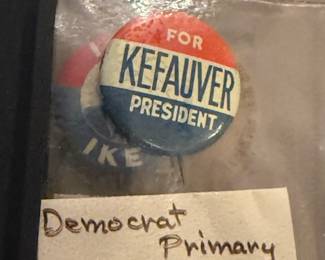 FOR
KEFAUVER
PRESIDENT
IKE
Democrat
Primary